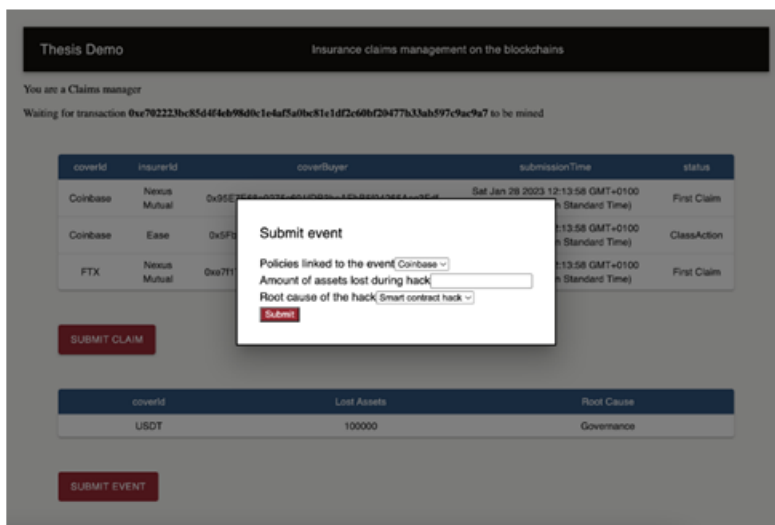 Thesis Demo
Insurance claims management on the blockchains
You are a Claims manager
Waiting for transaction to be mined
coverId insurerId coverBuyer submissionTime status
Coinbase Nexus Mutual Sat Jan 28 2023 12:13:58 GMT+0100 Standard Time) First Claim
Coinbase Ease 0x5Fb :13:58 GMT+0100 Standard Time) ClassAction
FTX Nexus Mutual :13:58 GMT+0100 Standard Time) First Claim
Submit event
Policies linked to the event Coinbase
Amount of assets lost during hack
Root cause of the hack Smart contract hack
Submit
SUBMIT CLAIM
coverId Lost Assets Root Cause
USDT 100000 Governance
SUBMIT EVENT